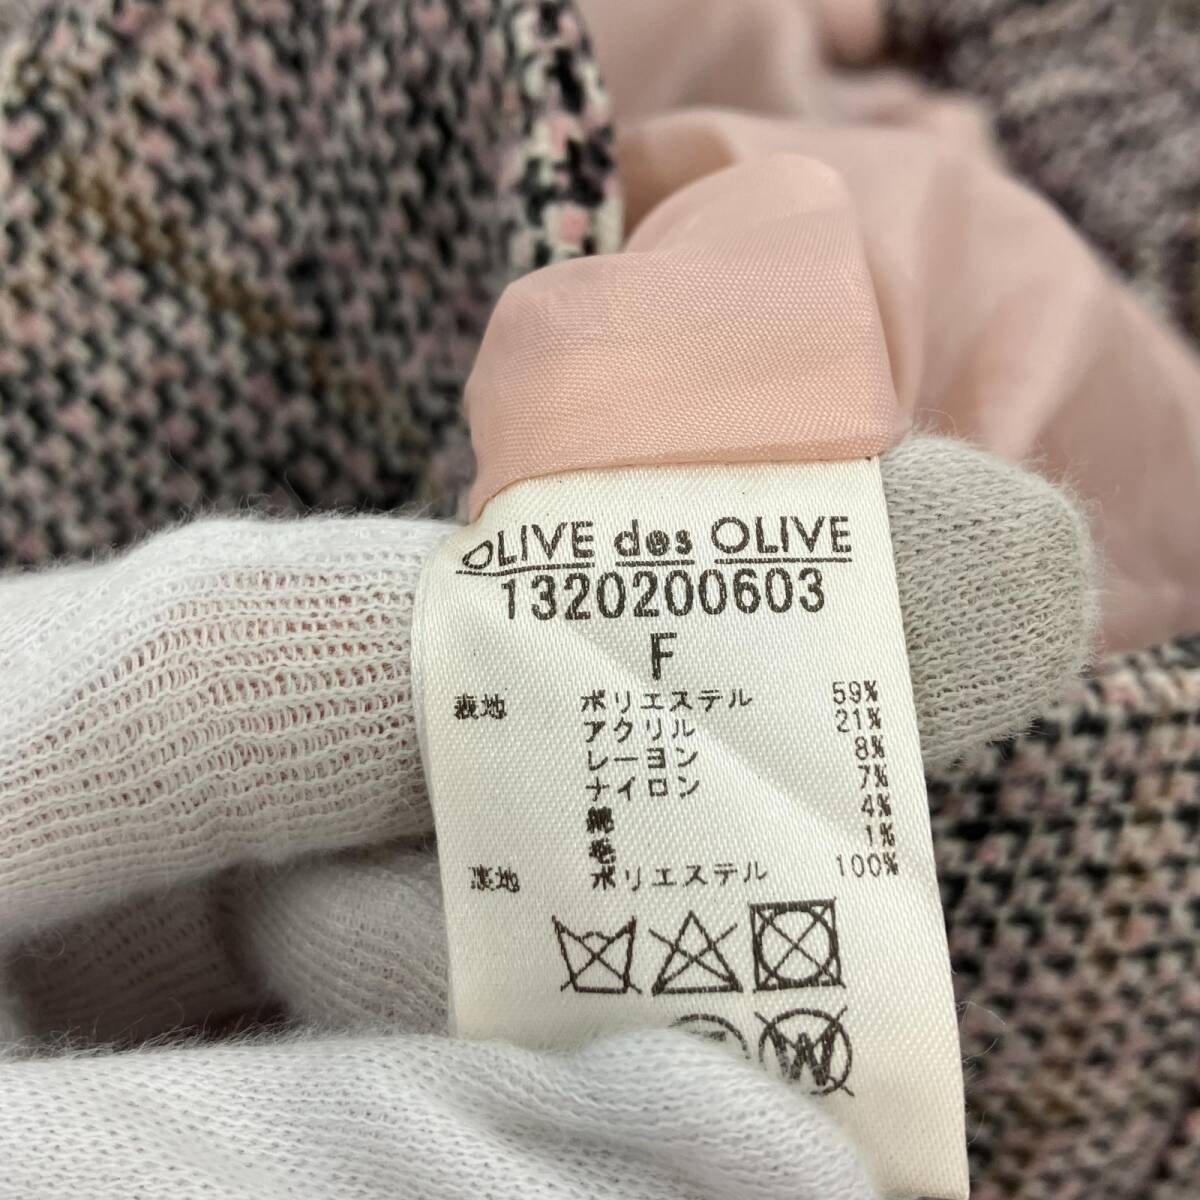 OLIVE des OLIVE
1320200603
F
表地 ポリエステル 59%
アクリル 21%
レーヨン 8%
ナイロン 7%
綿 4%
毛 1%
裏地 ポリエステル 100%
W